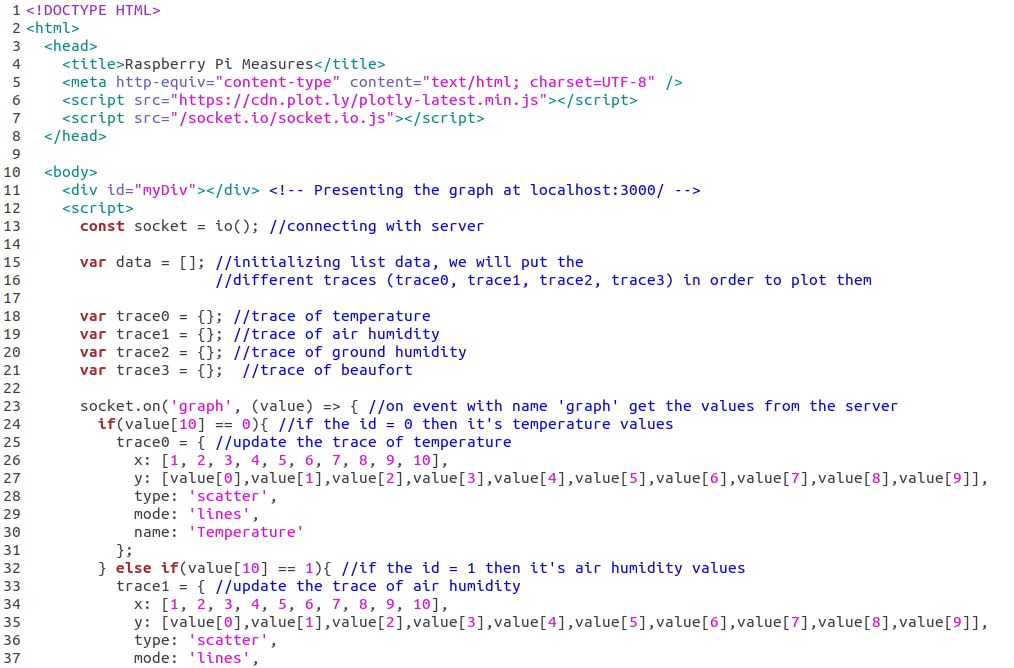 1 <!DOCTYPE HTML>
2 <html>
3   <head>
4     <title>Raspberry Pi Measures</title>
5     <meta http-equiv="content-type" content="text/html; charset=UTF-8" />
6     <script src="https://cdn.plot.ly/plotly-latest.min.js"></script>
7     <script src="/socket.io/socket.io.js"></script>
8   </head>
9
10   <body>
11     <div id="myDiv"></div> <!-- Presenting the graph at localhost:3000/ -->
12     <script>
13       const socket = io(); //connecting with server
14
15       var data = []; //initializing list data, we will put the
16                      //different traces (trace0, trace1, trace2, trace3) in order to plot them
17
18       var trace0 = {}; //trace of temperature
19       var trace1 = {}; //trace of air humidity
20       var trace2 = {}; //trace of ground humidity
21       var trace3 = {};  //trace of beaufort
22
23       socket.on('graph', (value) => { //on event with name 'graph' get the values from the server
24         if(value[10] == 0){ //if the id = 0 then it's temperature values
25           trace0 = { //update the trace of temperature
26             x: [1, 2, 3, 4, 5, 6, 7, 8, 9, 10],
27             y: [value[0],value[1],value[2],value[3],value[4],value[5],value[6],value[7],value[8],value[9]],
28             type: 'scatter',
29             mode: 'lines',
30             name: 'Temperature'
31           };
32         } else if(value[10] == 1){ //if the id = 1 then it's air humidity values
33           trace1 = { //update the trace of air humidity
34             x: [1, 2, 3, 4, 5, 6, 7, 8, 9, 10],
35             y: [value[0],value[1],value[2],value[3],value[4],value[5],value[6],value[7],value[8],value[9]],
36             type: 'scatter',
37             mode: 'lines',